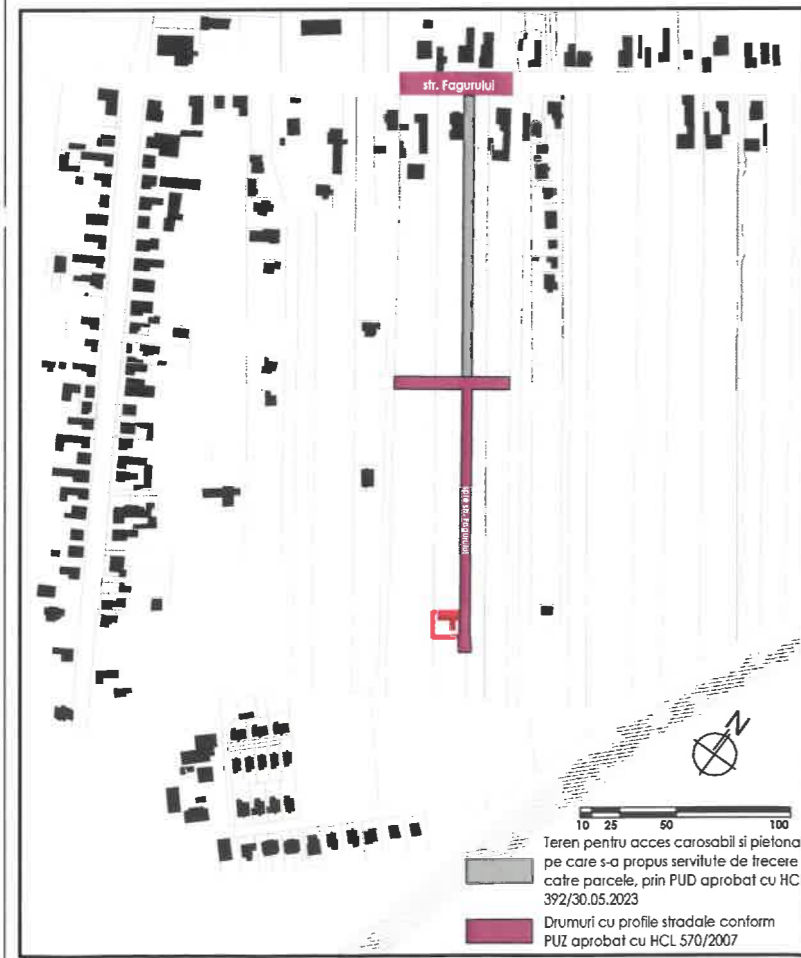 str. Fagurului
spre str. Fagurului
N
10 25 50 100
Teren pentru acces carosabil si pietona
pe care s-a propus servitute de trecere
catre parcele, prin PUD aprobat cu HC
392/30.05.2023
Drumuri cu profile stradale conform
PUZ aprobat cu HCL 570/2007